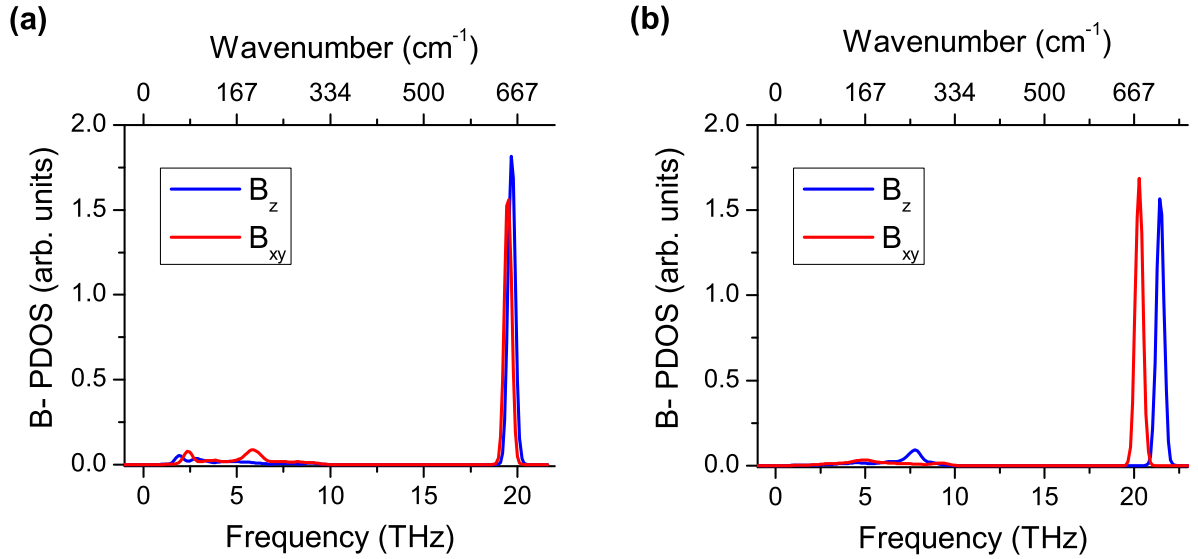 (a)
Wavenumber (cm-1)
0 167 334 500 667
B- PDOS (arb. units)
2.0
1.5
1.0
0.5
0.0
Bz
Bxy
0 5 10 15 20
Frequency (THz)
(b)
Wavenumber (cm-1)
0 167 334 500 667
B- PDOS (arb. units)
2.0
1.5
1.0
0.5
0.0
Bz
Bxy
0 5 10 15 20
Frequency (THz)